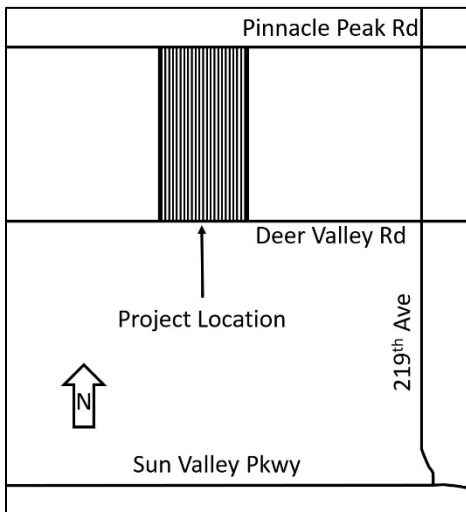 Pinnacle Peak Rd
Deer Valley Rd
Project Location
219th Ave
N
Sun Valley Pkwy